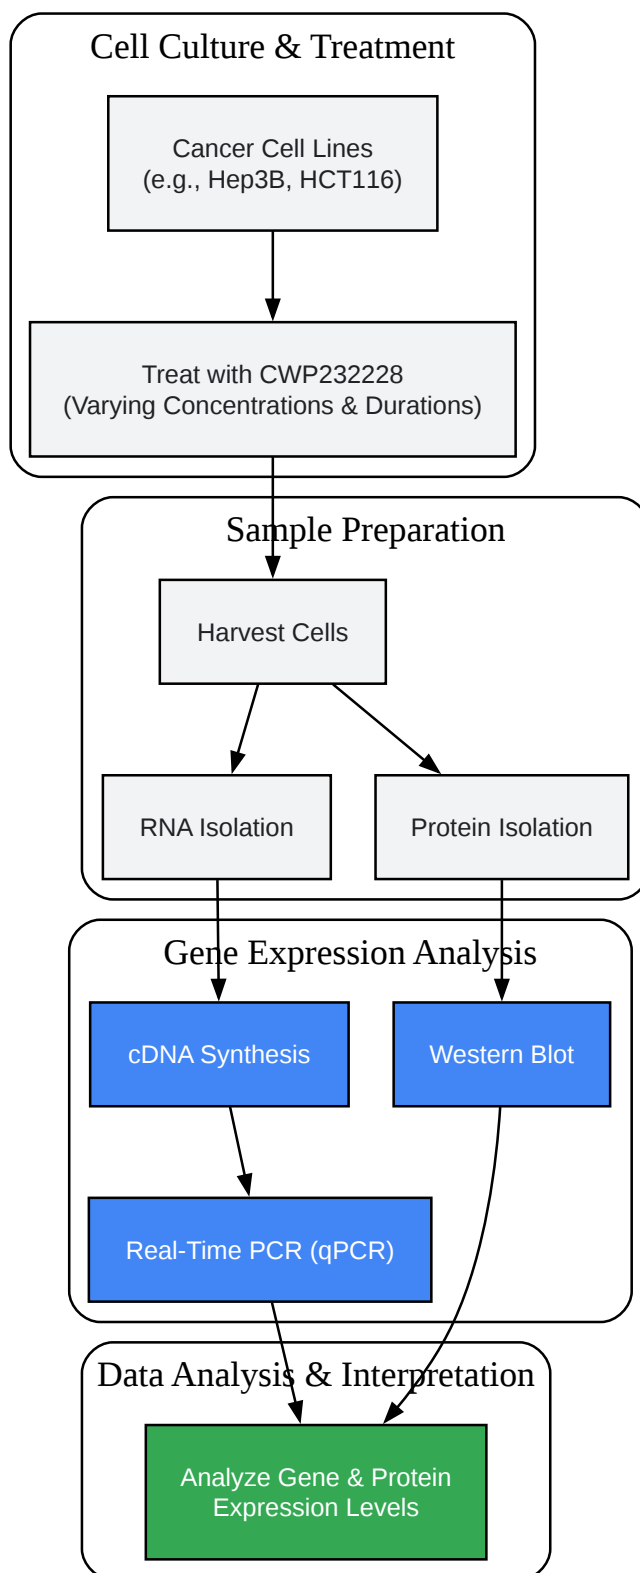 Cell Culture & Treatment
Cancer Cell Lines
(e.g., Hep3B, HCT116)
Treat with CWP232228
(Varying Concentrations & Durations)
Sample Preparation
Harvest Cells
RNA Isolation
Protein Isolation
Gene Expression Analysis
cDNA Synthesis
Western Blot
Real-Time PCR (qPCR)
Data Analysis & Interpretation
Analyze Gene & Protein
Expression Levels